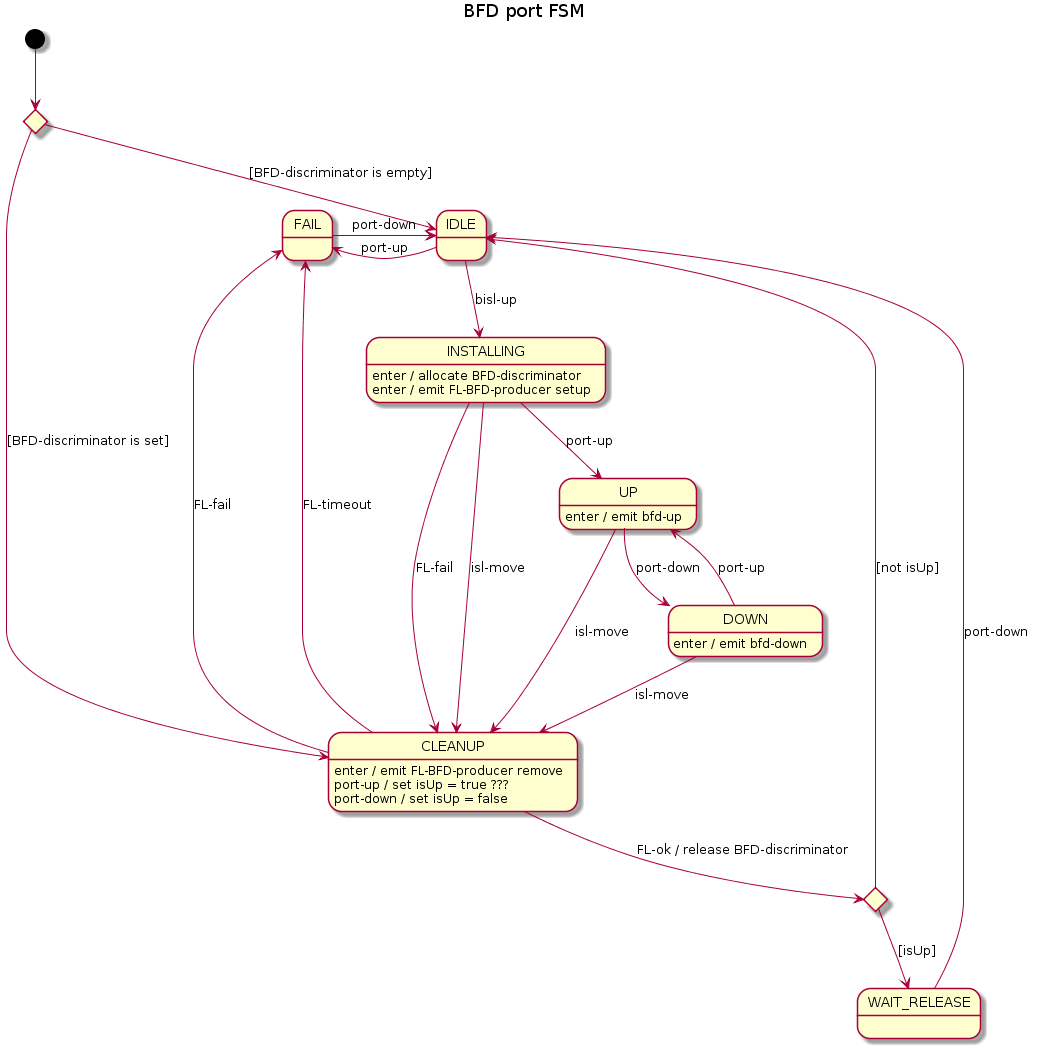 BFD port FSM
[BFD-discriminator is empty]
FAIL
port-down
IDLE
port-up
bisl-up
INSTALLING
enter / allocate BFD-discriminator
enter / emit FL-BFD-producer setup
[BFD-discriminator is set]
port-up
UP
enter / emit bfd-up
FL-fail
FL-timeout
FL-fail
isl-move
port-down
port-up
[not isUp]
DOWN
enter / emit bfd-down
isl-move
port-down
isl-move
CLEANUP
enter / emit FL-BFD-producer remove
port-up / set isUp = true ???
port-down / set isUp = false
FL-ok / release BFD-discriminator
[isUp]
WAIT_RELEASE